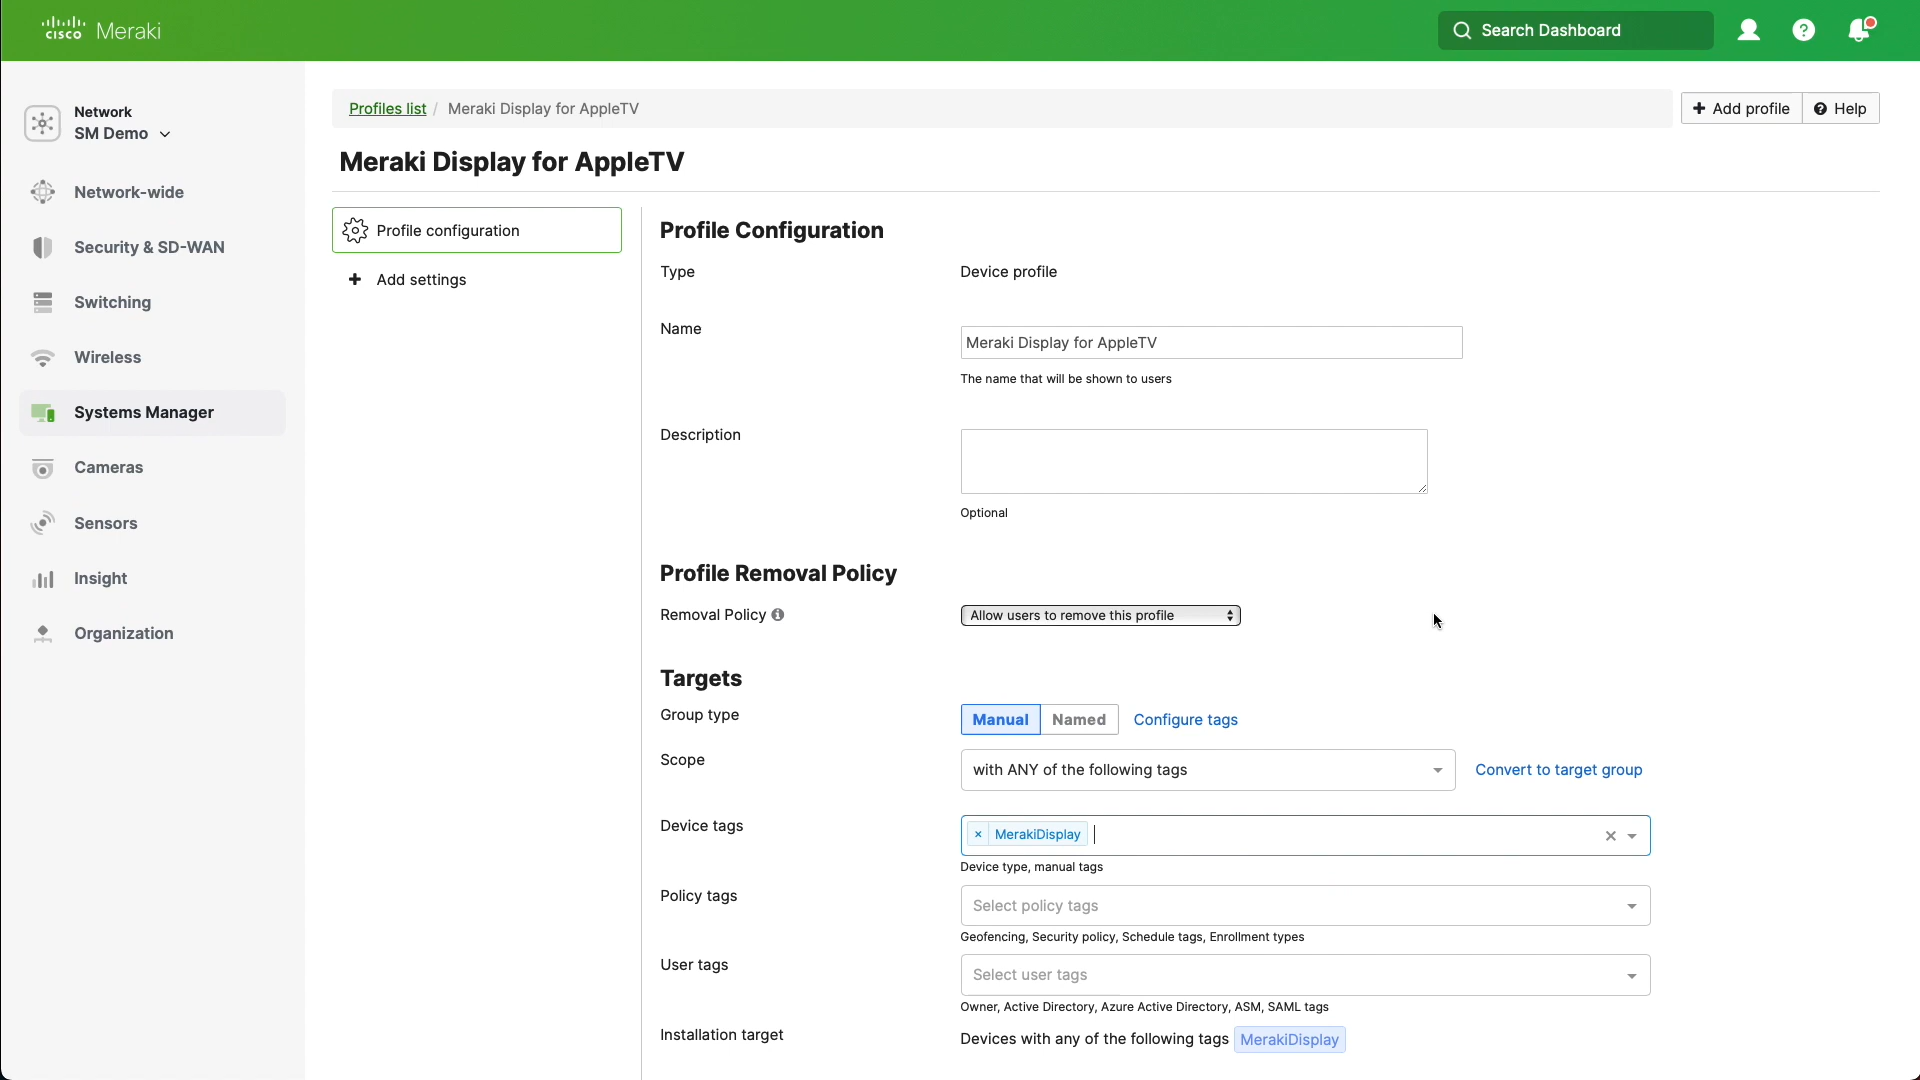 cisco Meraki
Search Dashboard
Network
SM Demo
Network-wide
Security & SD-WAN
Switching
Wireless
Systems Manager
Cameras
Sensors
Insight
Organization
Profiles list / Meraki Display for AppleTV
+ Add profile
Help
Meraki Display for AppleTV
Profile configuration
+ Add settings
Profile Configuration
Type
Device profile
Name
Meraki Display for AppleTV
The name that will be shown to users
Description
Optional
Profile Removal Policy
Removal Policy
Allow users to remove this profile
Targets
Group type
Manual Named Configure tags
Scope
with ANY of the following tags
Convert to target group
Device tags
× MerakiDisplay
Device type, manual tags
Policy tags
Select policy tags
Geofencing, Security policy, Schedule tags, Enrollment types
User tags
Select user tags
Owner, Active Directory, Azure Active Directory, ASM, SAML tags
Installation target
Devices with any of the following tags MerakiDisplay